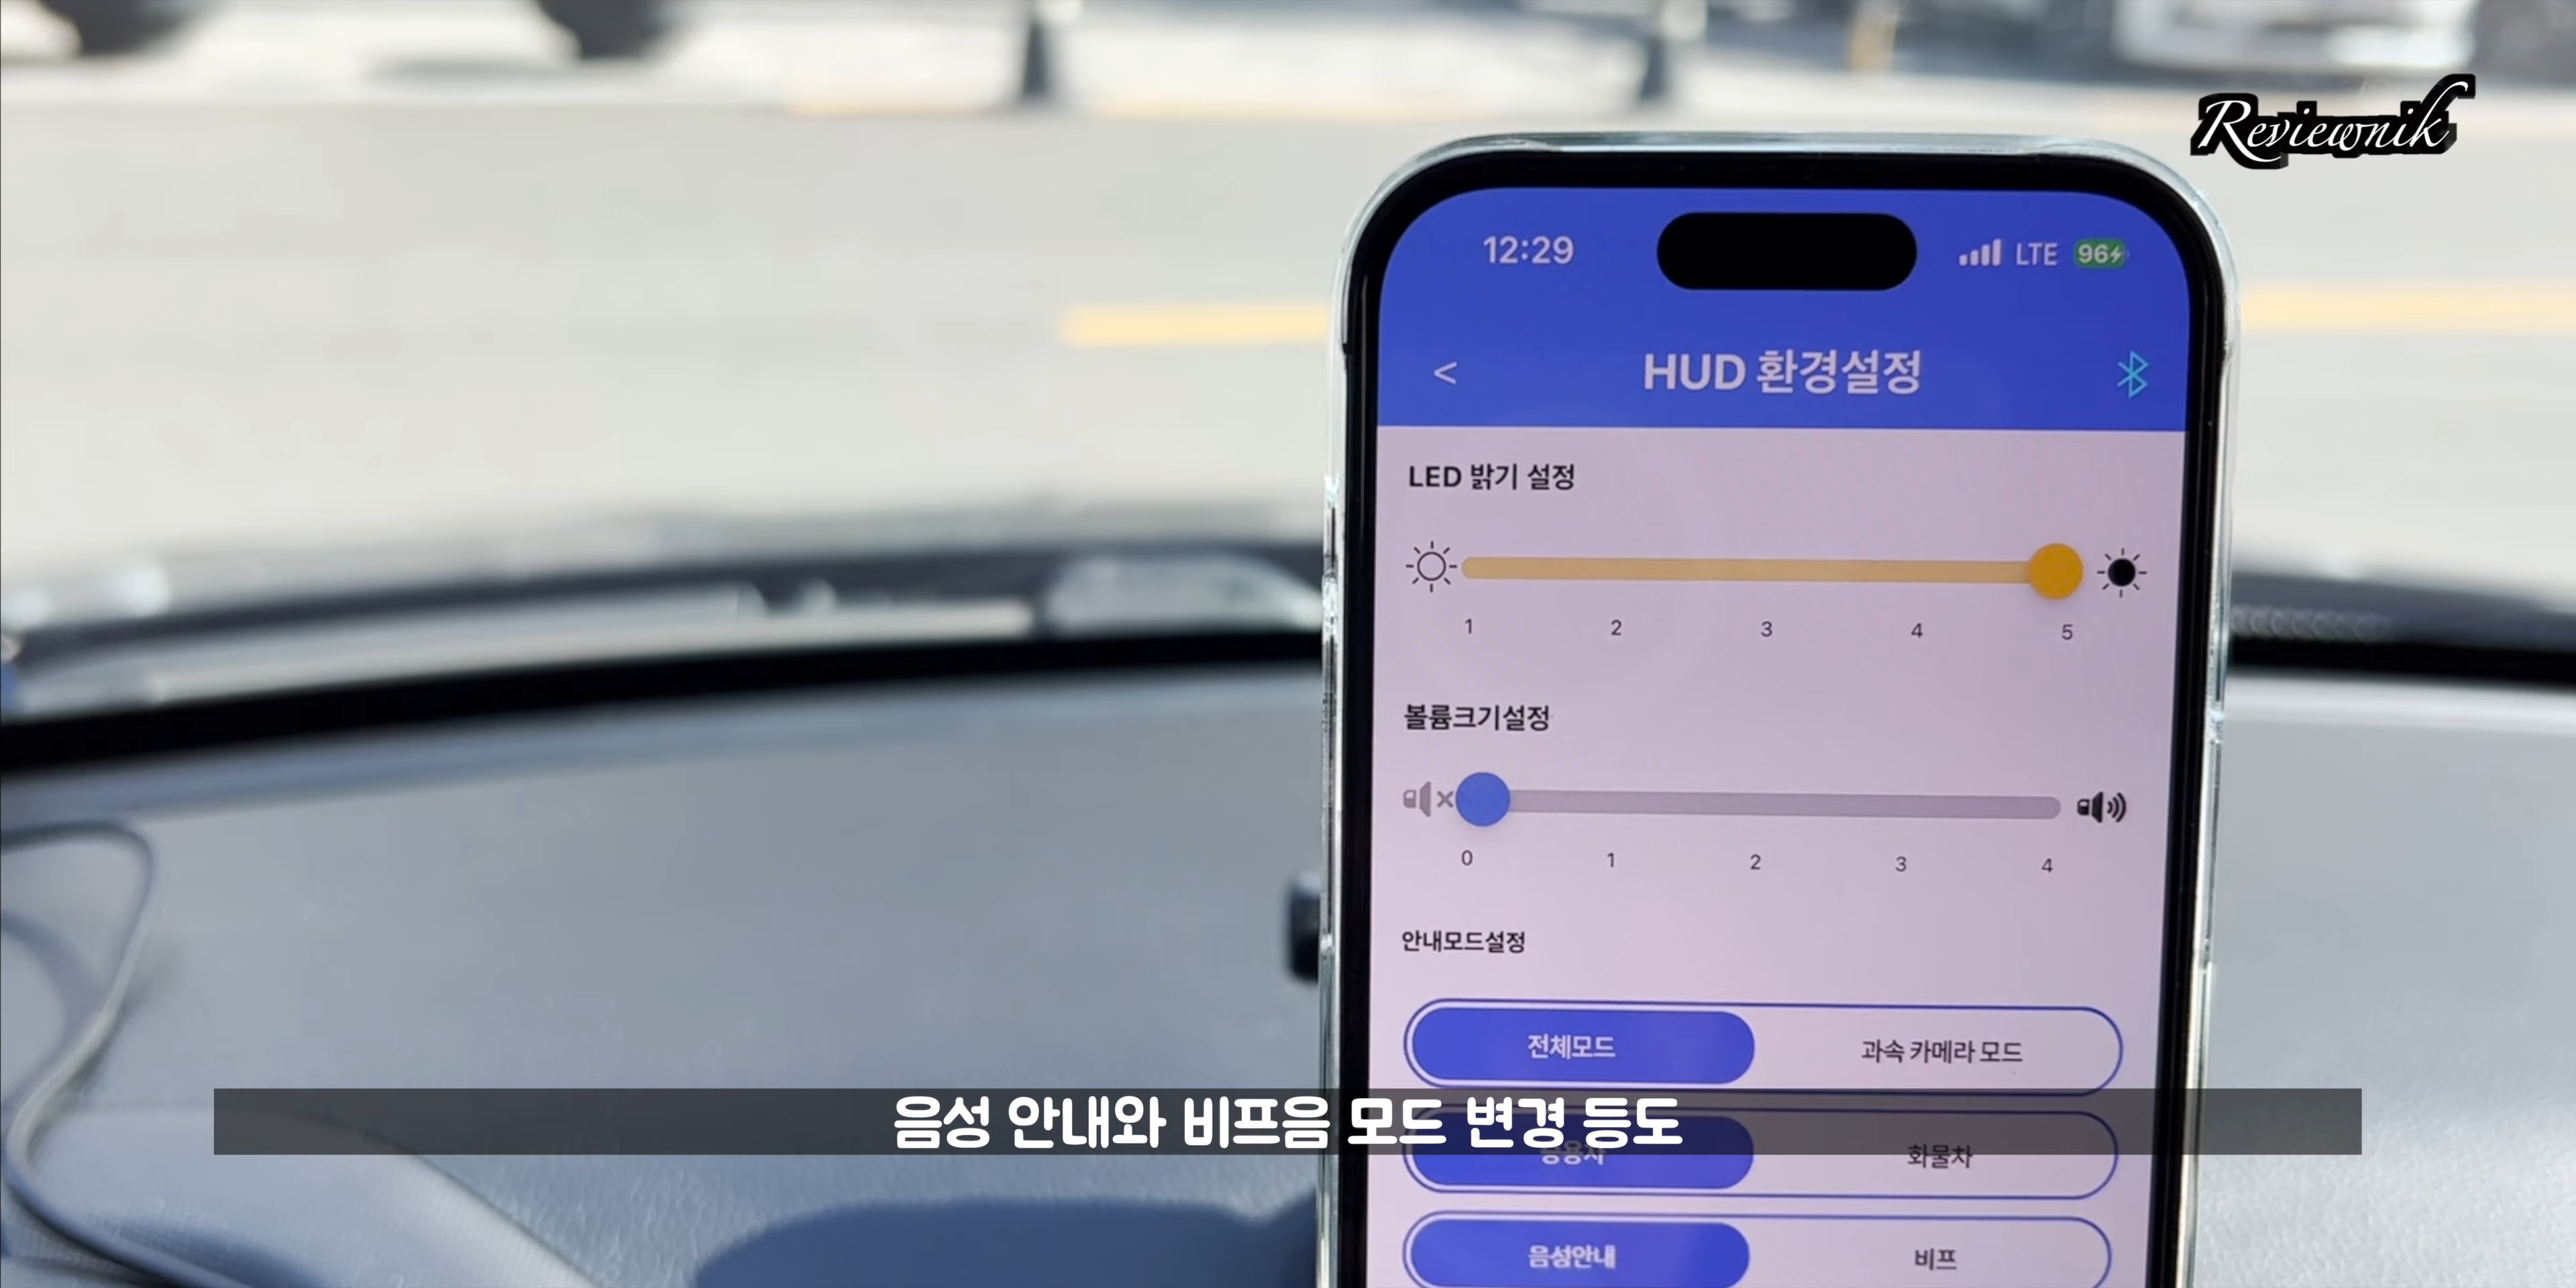 Reviewnik
12:29 LTE 96
< HUD 환경설정
LED 밝기 설정
1 2 3 4 5
볼륨크기설정
0 1 2 3 4
안내모드설정
전체모드 과속 카메라 모드
음성 안내와 비프음 모드 변경 등도
승용차 화물차
음성안내 비프